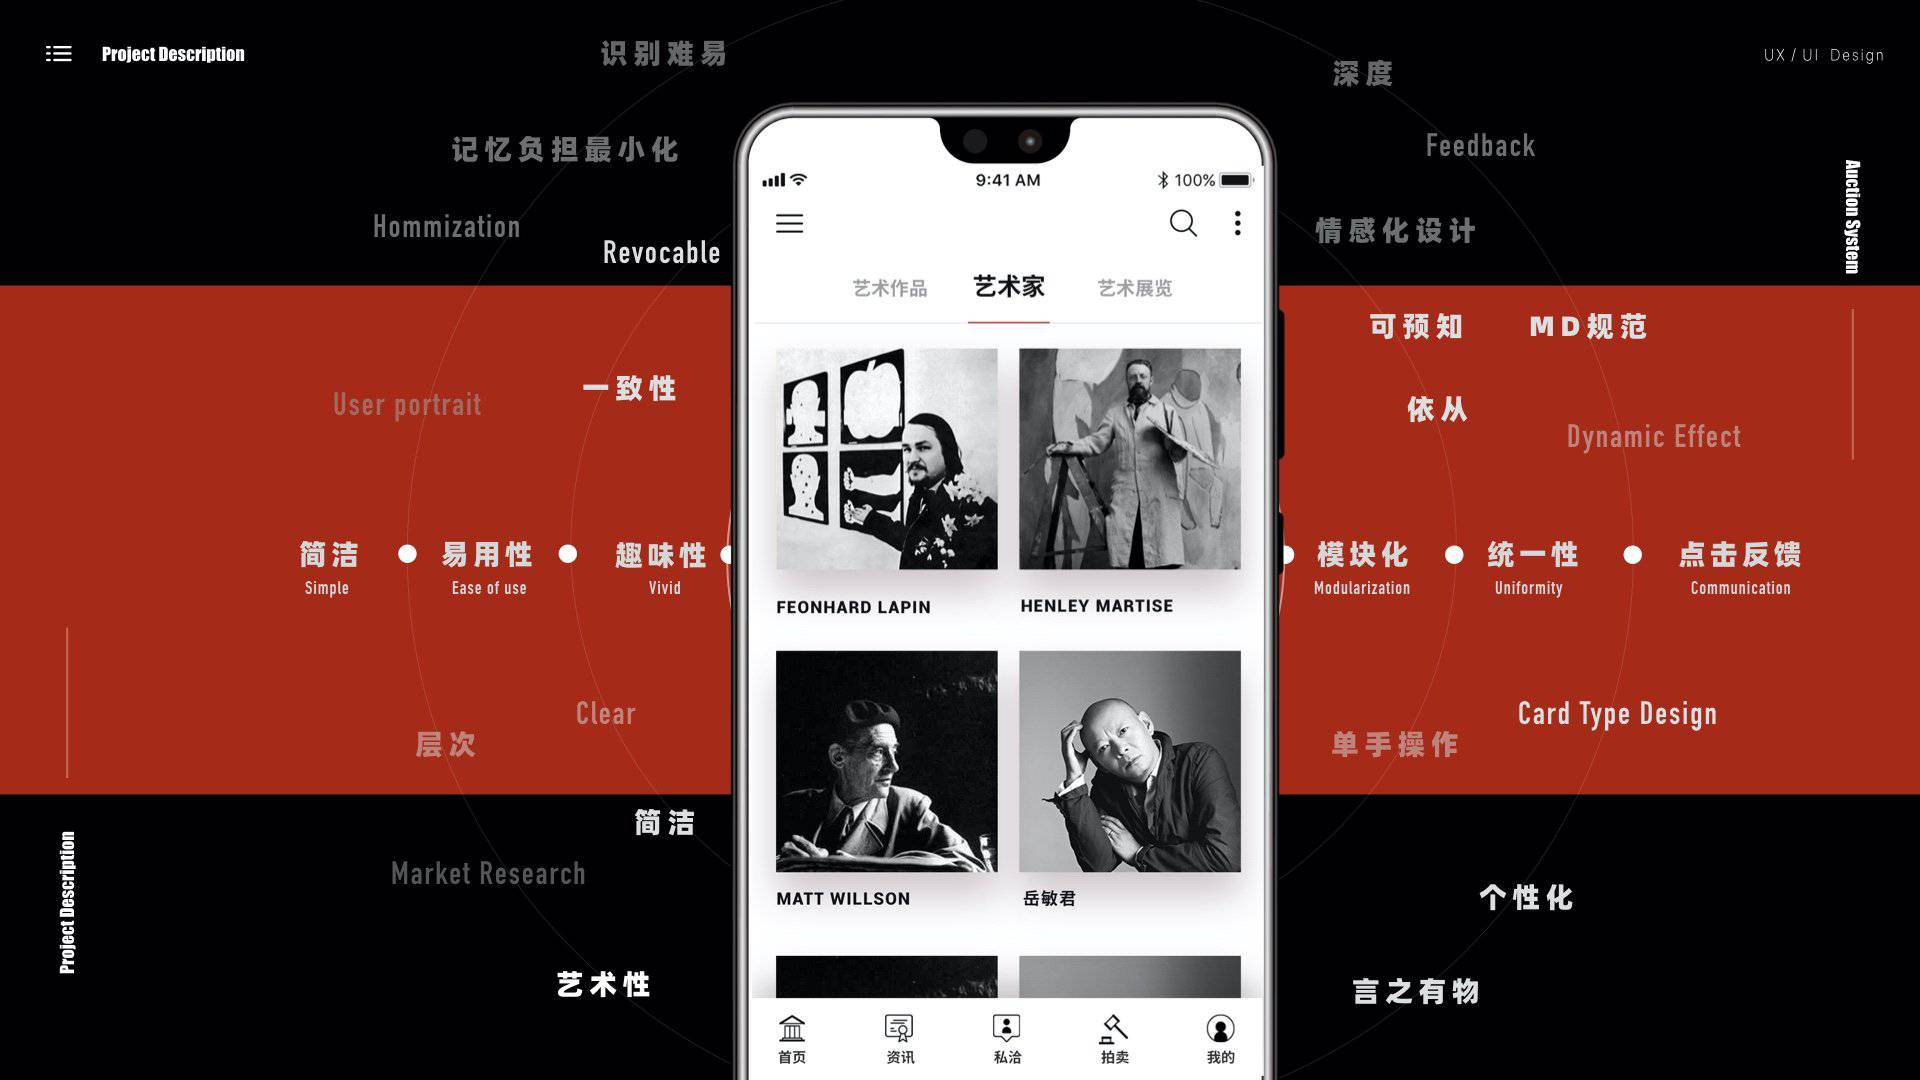 Project Description
UX / UI Design
识别难易
深度
记忆负担最小化
Feedback
Hommization
Revocable
情感化设计
Auction System
9:41 AM
100%
艺术作品
艺术家
艺术展览
可预知
MD规范
User portrait
一致性
依从
Dynamic Effect
简洁
Simple
易用性
Ease of use
趣味性
Vivid
模块化
Modularization
统一性
Uniformity
点击反馈
Communication
FEONHARD LAPIN
HENLEY MARTISE
Clear
层次
Card Type Design
单手操作
简洁
Market Research
MATT WILLSON
岳敏君
个性化
Project Description
艺术性
言之有物
首页
资讯
私洽
拍卖
我的